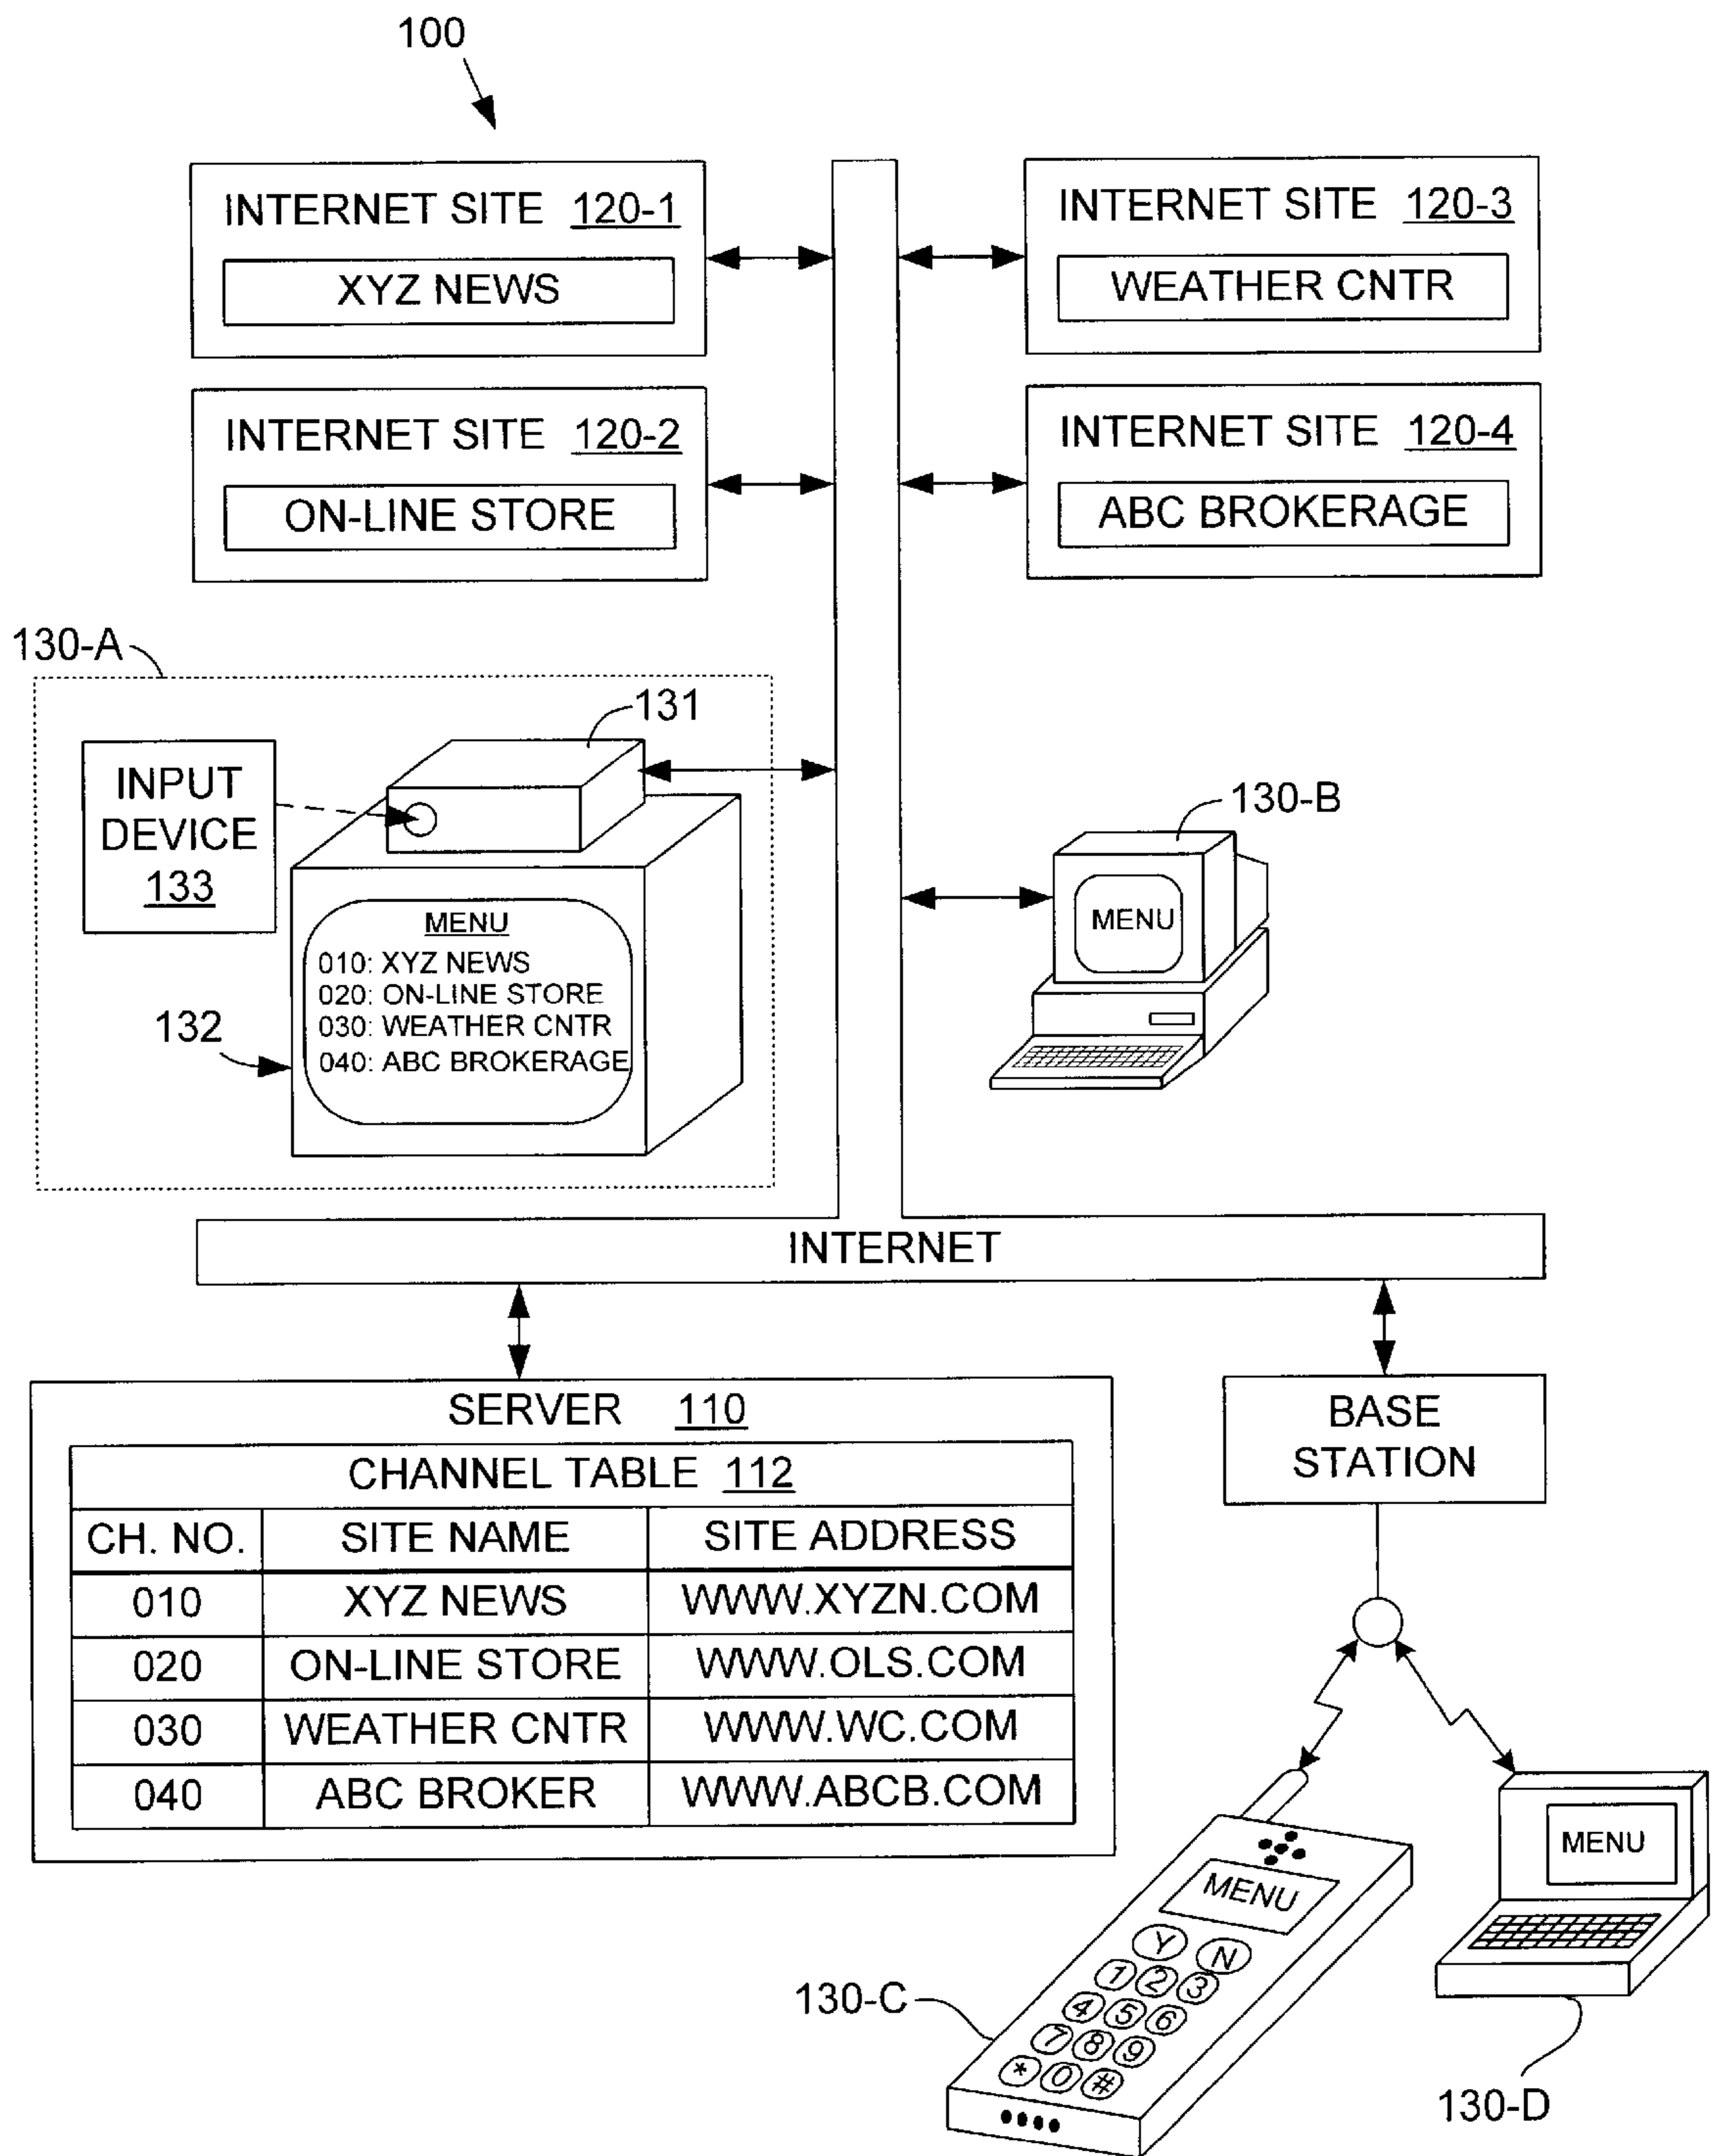 100
INTERNET SITE 120-1
XYZ NEWS
INTERNET SITE 120-3
WEATHER CNTR
INTERNET SITE 120-2
ON-LINE STORE
INTERNET SITE 120-4
ABC BROKERAGE
130-A
131
INPUT
DEVICE
133
MENU
010: XYZ NEWS
020: ON-LINE STORE
030: WEATHER CNTR
040: ABC BROKERAGE
132
130-B
MENU
INTERNET
SERVER 110
CHANNEL TABLE 112
CH. NO. SITE NAME SITE ADDRESS
010 XYZ NEWS WWW.XYZN.COM
020 ON-LINE STORE WWW.OLS.COM
030 WEATHER CNTR WWW.WC.COM
040 ABC BROKER WWW.ABCB.COM
BASE
STATION
MENU
Y N
1 2 3
4 5 6
7 8 9
* 0 #
130-C
MENU
130-D